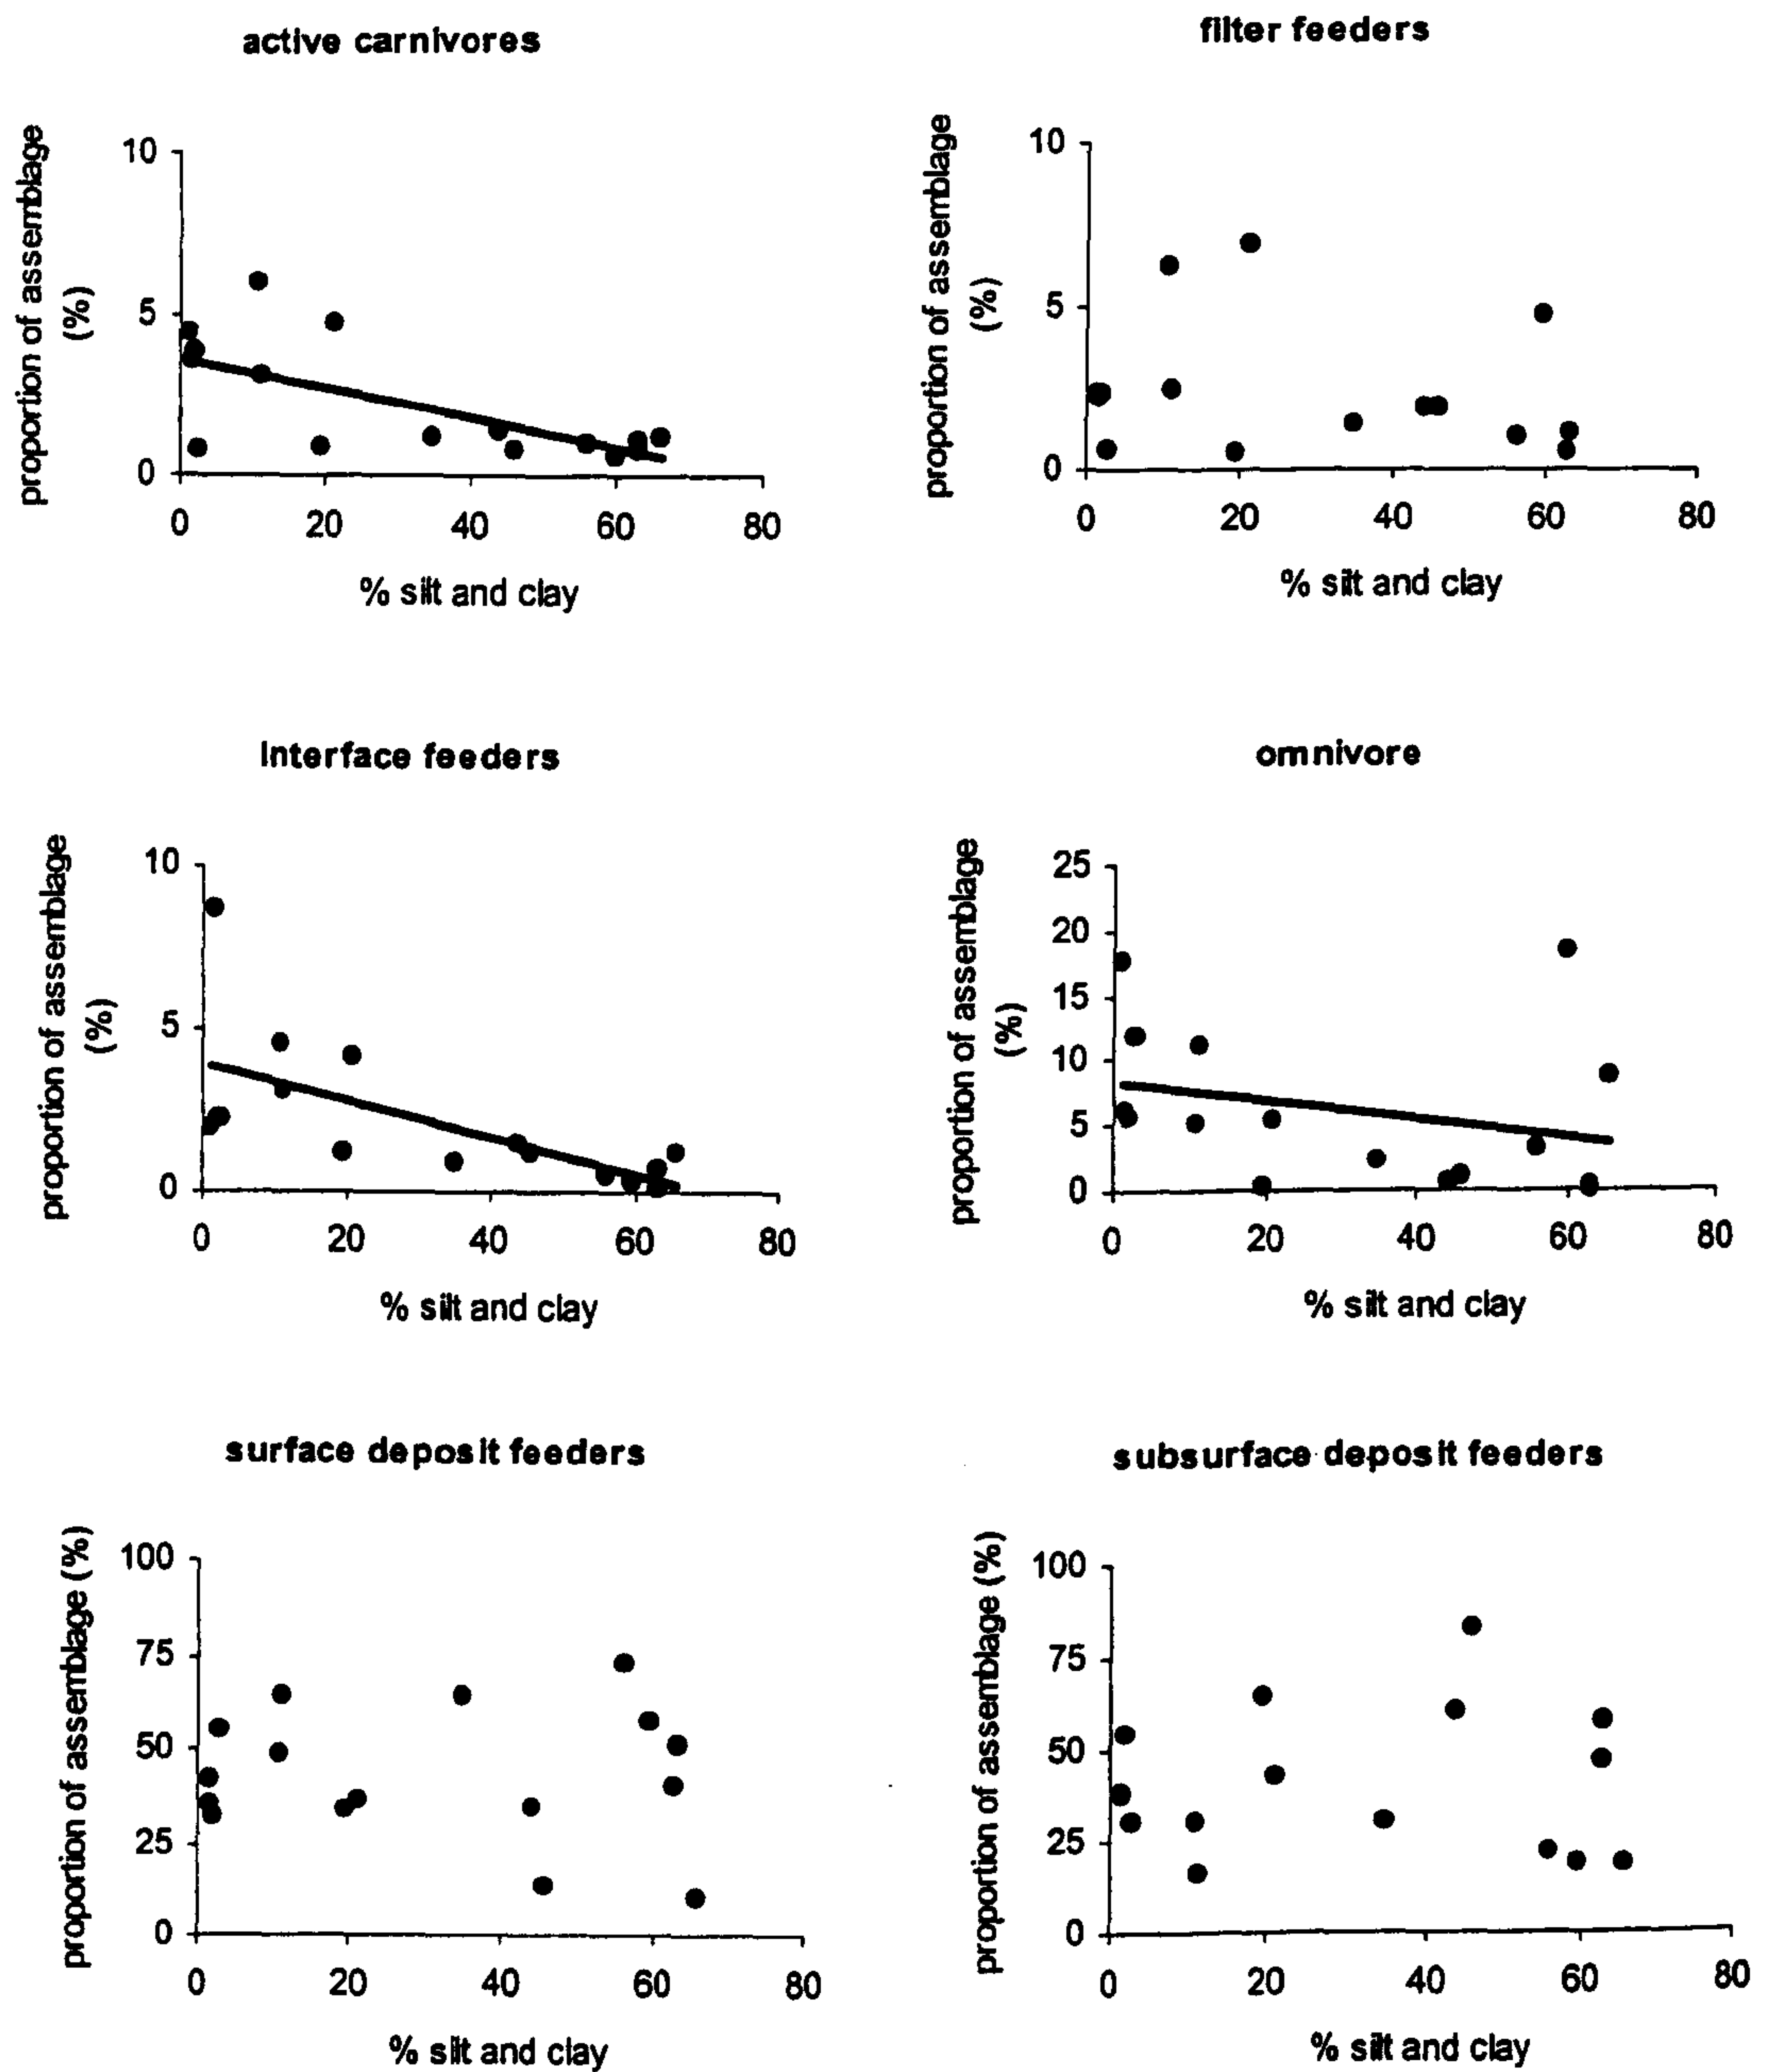 active carnivores
proportion of assemblage
(%)
10
5
0
0 20 40 60 80
% silt and clay
filter feeders
proportion of assemblage
(%)
10
5
0
0 20 40 60 80
% silt and clay
Interface feeders
proportion of assemblage
(%)
10
5
0
0 20 40 60 80
% silt and clay
omnivore
proportion of assemblage
(%)
25
20
15
10
5
0
0 20 40 60 80
% silt and clay
surface deposit feeders
proportion of assemblage (%)
100
75
50
25
0
0 20 40 60 80
% silt and clay
subsurface deposit feeders
proportion of assemblage (%)
100
75
50
25
0
0 20 40 60 80
% silt and clay